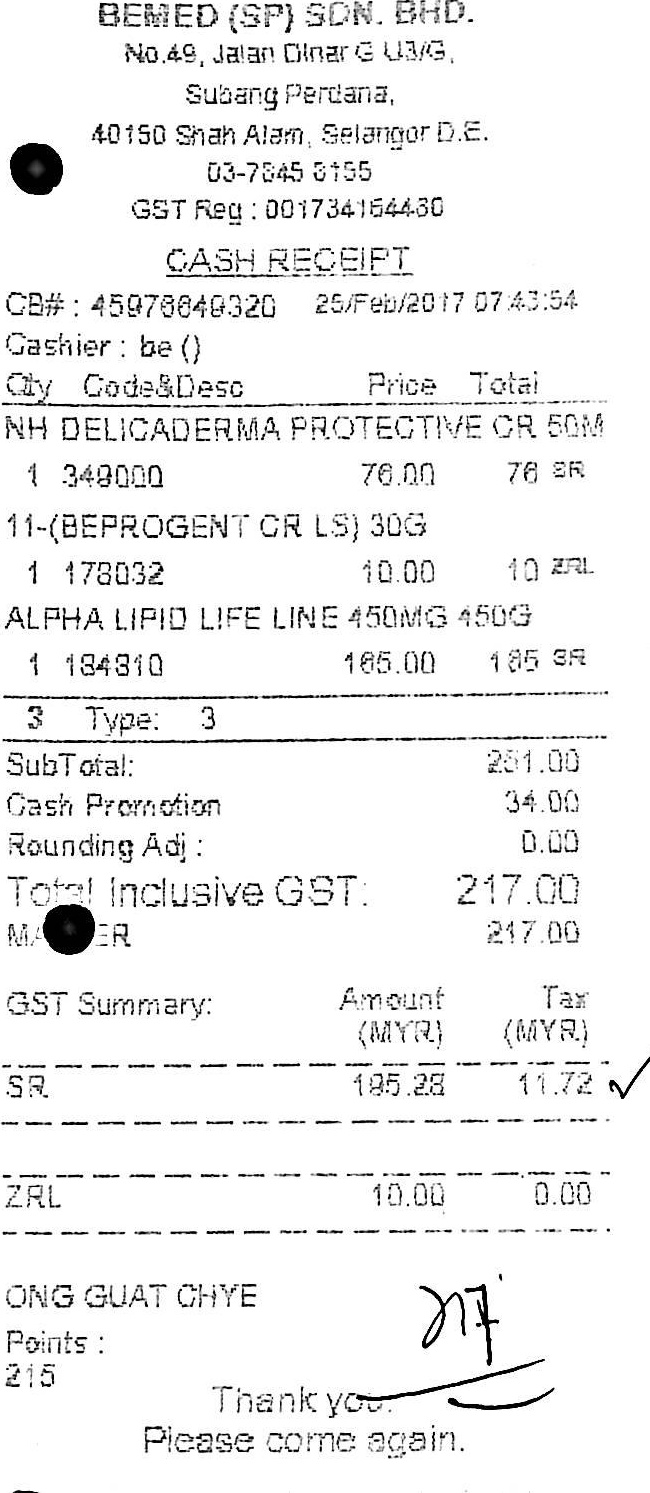 BEMED (SP) SDN. BHD.
No.49, Jalan Dinar G U3/G,
Subang Perdana,
40150 Shah Alam, Selangor D.E.
03-7845
GST Reg : 001734164480
CASH RECEIPT
CB# : 45978849320 25/Feb/2017 07:43:54
Cashier : be ()
Qty Code&Desc Price Total
NH DELICADERMA PROTECTIVE CR 50M
1 349000 76.00 76 SR
11-(BEPROGENT CR LS) 30G
1 178032 10.00 10 ZRL
ALPHA LIPID LIFE LINE 450MG 450G
1 184810 165.00 165 SR
3 Type: 3
SubTotal: 251.00
Cash Promotion 34.00
Rounding Adj : 0.00
Total Inclusive GST: 217.00
217.00
GST Summary: Amount Tax
(MYR) (MYR)
SR 195.28 11.72
ZRL 10.00 0.00
ONG GUAT CHYE
217
Points :
215
Thank you.
Please come again.